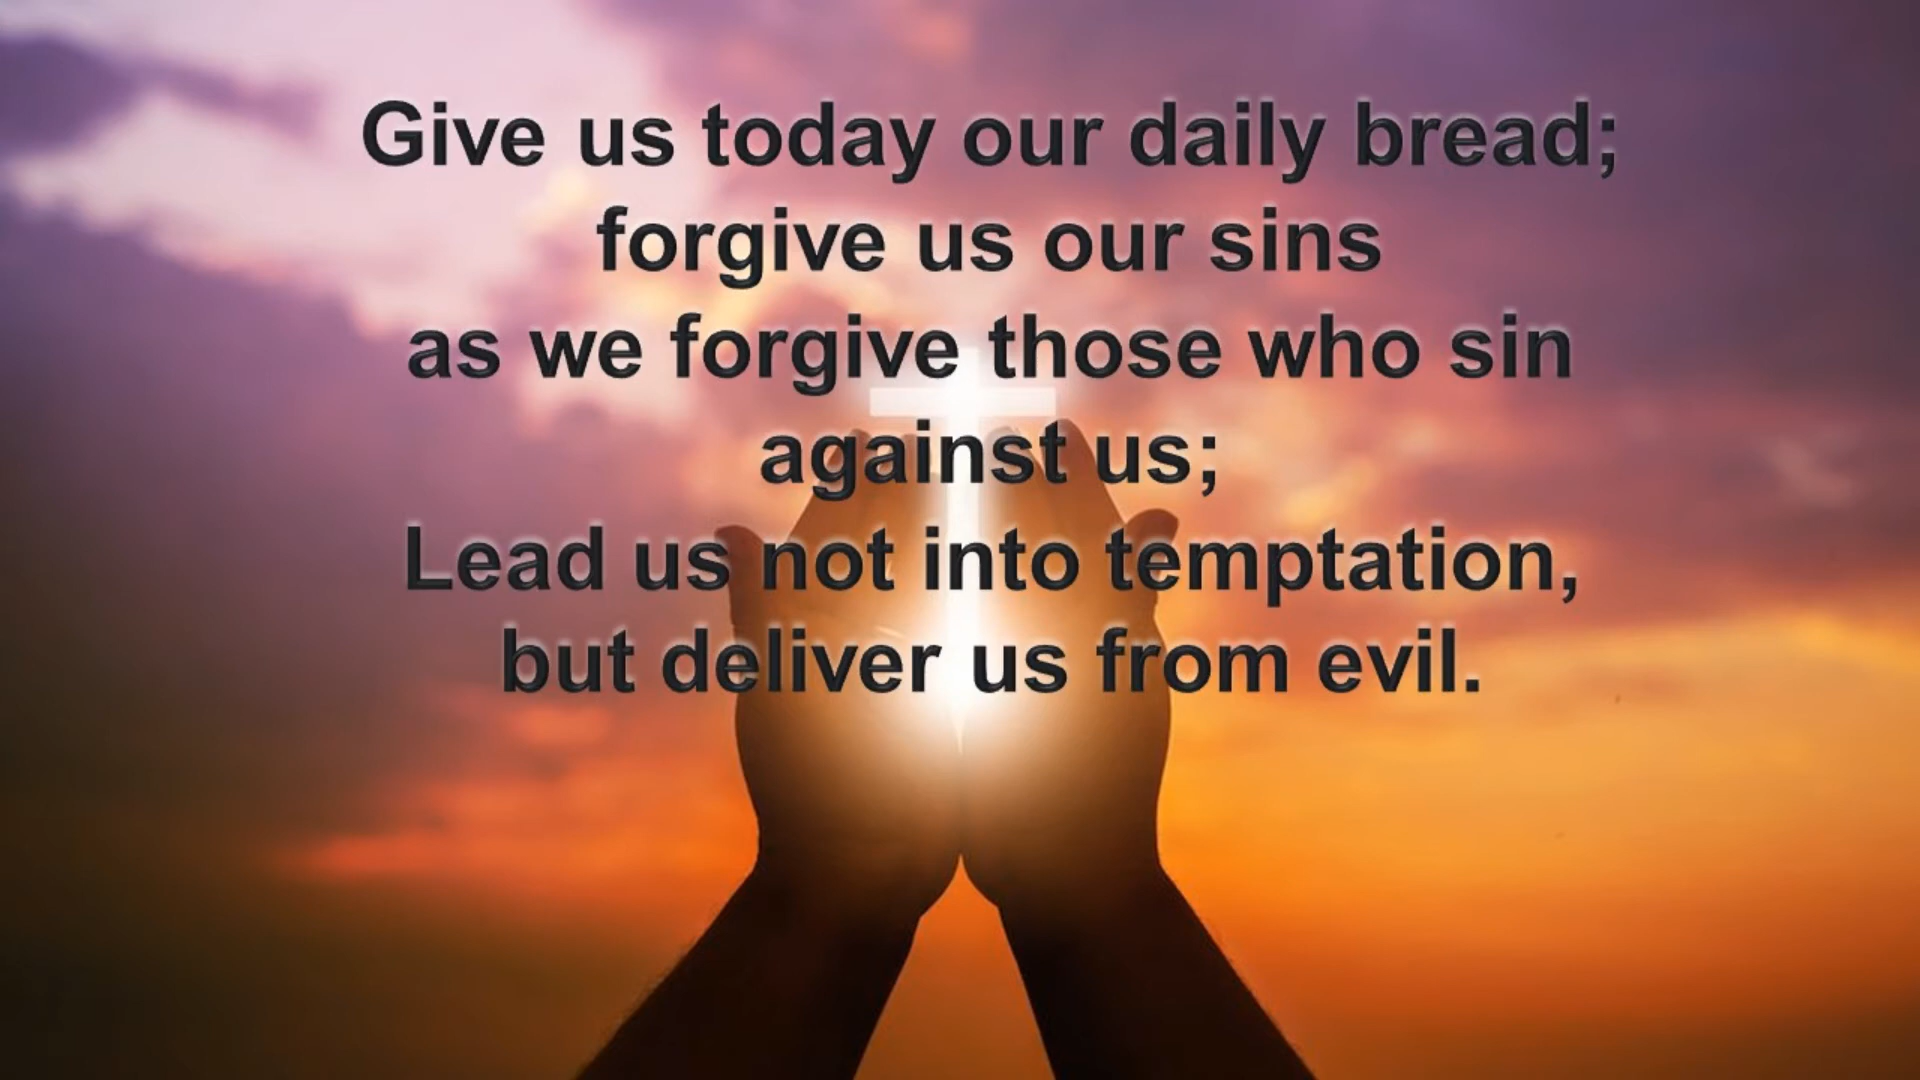 Give us today our daily bread;
forgive us our sins
as we forgive those who sin
against us;
Lead us not into temptation,
but deliver us from evil.